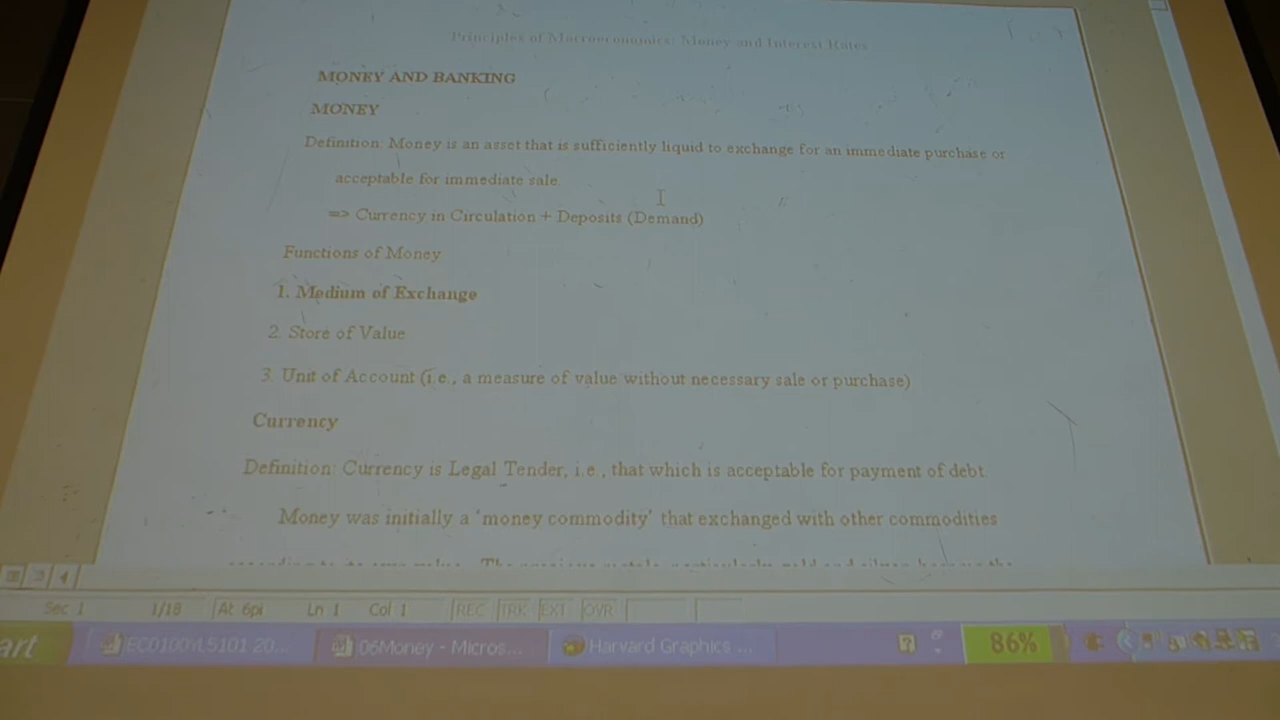 Principles of Macroeconomics: Money and Interest Rates
MONEY AND BANKING
MONEY
Definition: Money is an asset that is sufficiently liquid to exchange for an immediate purchase or
acceptable for immediate sale.
=> Currency in Circulation + Deposits (Demand)
Functions of Money
1. Medium of Exchange
2. Store of Value
3. Unit of Account (i.e., a measure of value without necessary sale or purchase)
Currency
Definition: Currency is Legal Tender, i.e., that which is acceptable for payment of debt.
Money was initially a 'money commodity' that exchanged with other commodities
Sec 1 1/18 At 6pi Ln 1 Col 1 REC TRK EXT OVR
art EC0100YL5101 20... 06Money - Micros... Harvard Graphics ... 86%